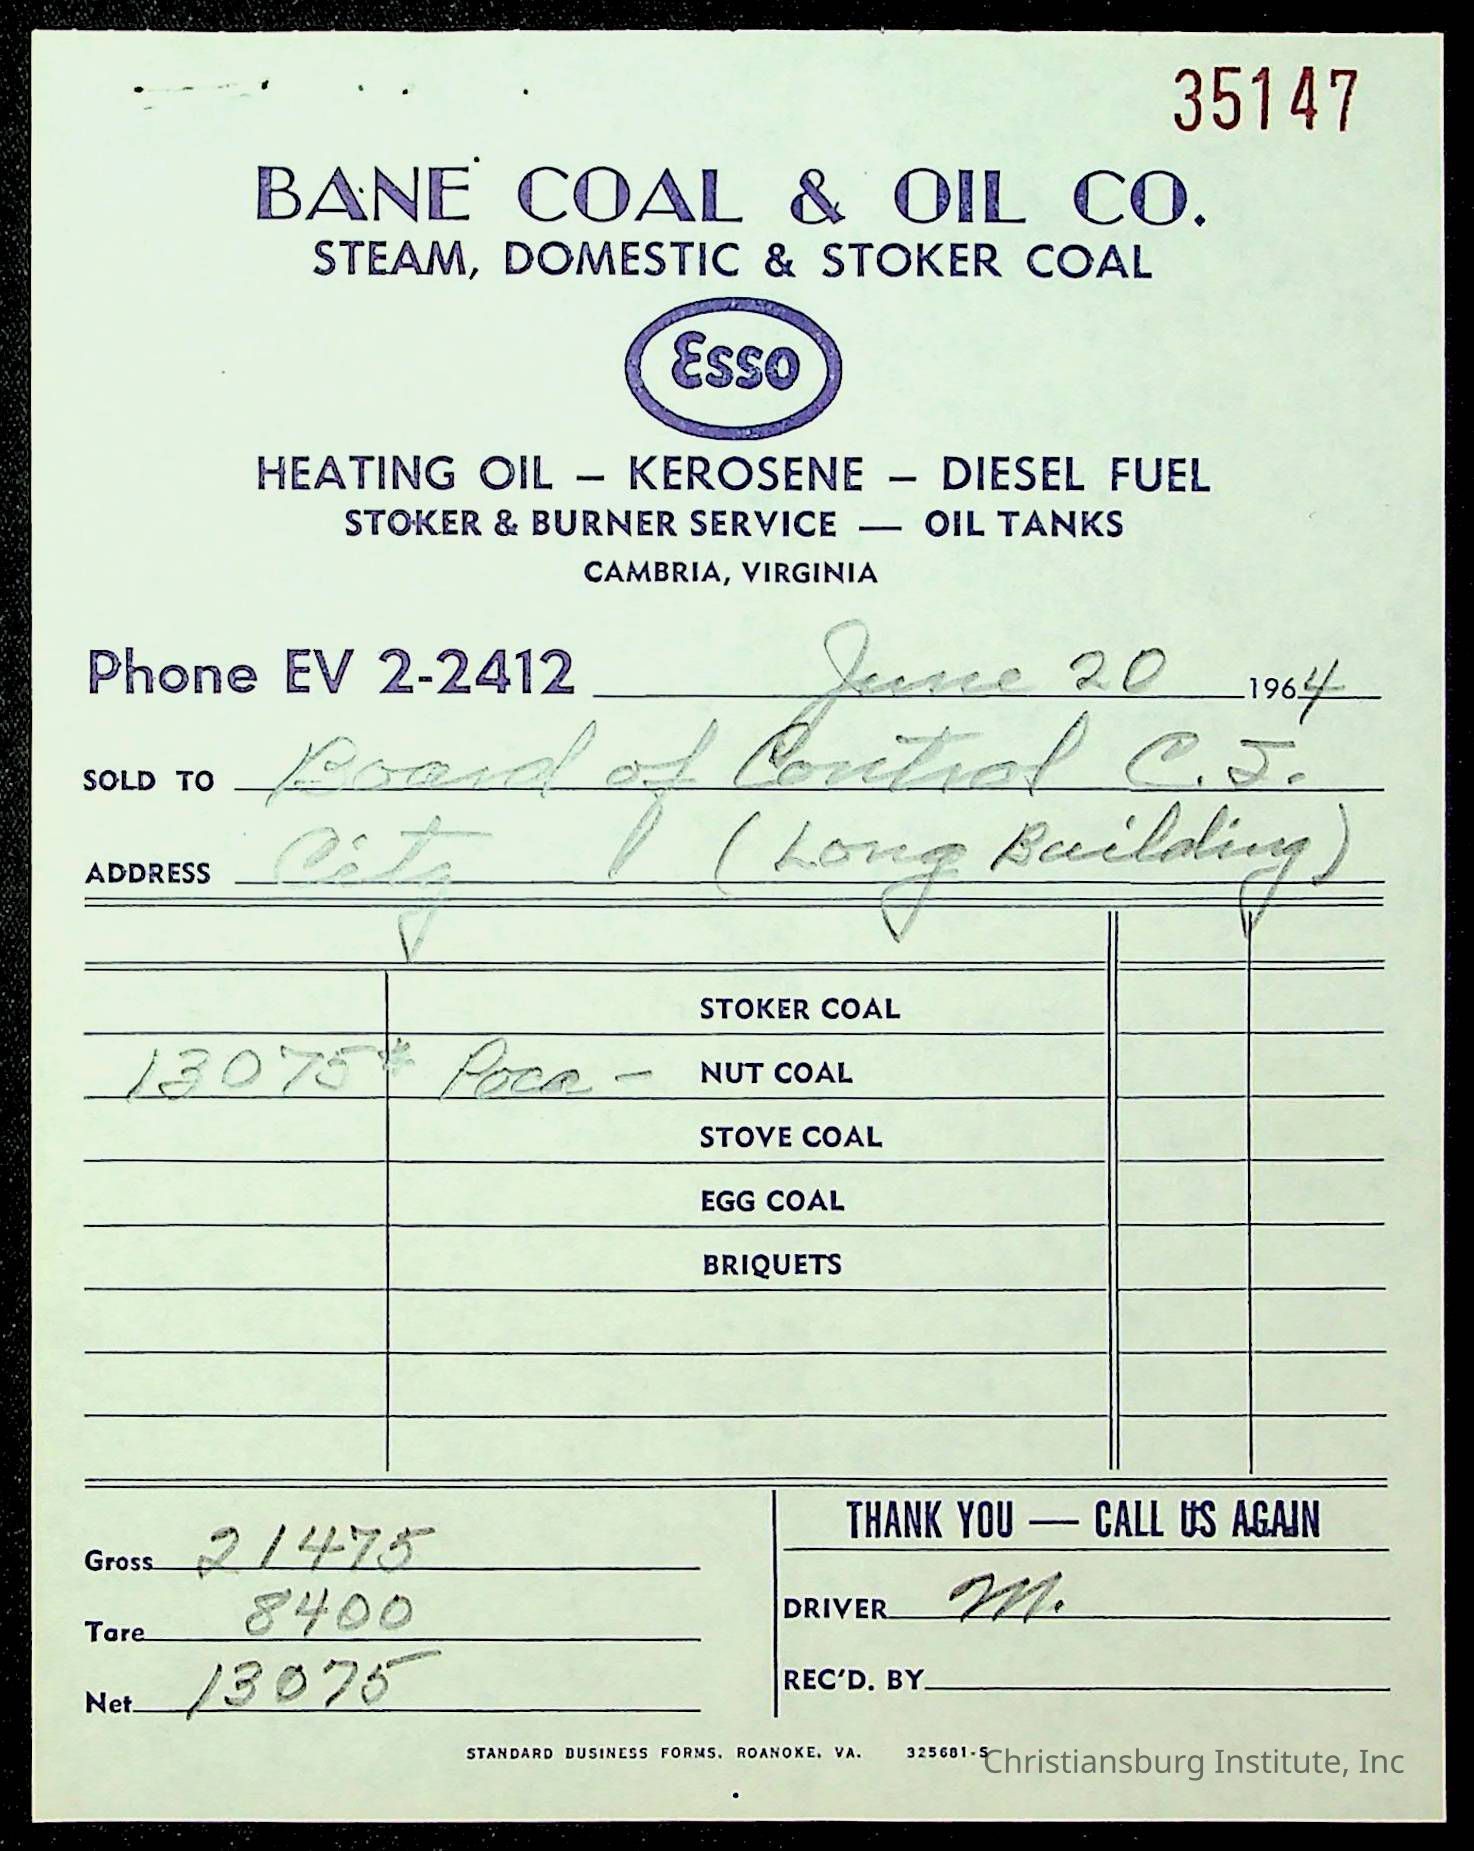 35147
BANE COAL & OIL CO.
STEAM, DOMESTIC & STOKER COAL
Esso
HEATING OIL – KEROSENE – DIESEL FUEL
STOKER & BURNER SERVICE — OIL TANKS
CAMBRIA, VIRGINIA
Phone EV 2-2412 June 20 1964
SOLD TO Board of Control C. I.
ADDRESS City (Long Building)
STOKER COAL
13075# Poca – NUT COAL
STOVE COAL
EGG COAL
BRIQUETS
THANK YOU — CALL US AGAIN
Gross 21475
Tare 8400
Net 13075
DRIVER M.
REC'D. BY
STANDARD BUSINESS FORMS, ROANOKE, VA. 325681-S
Christiansburg Institute, Inc